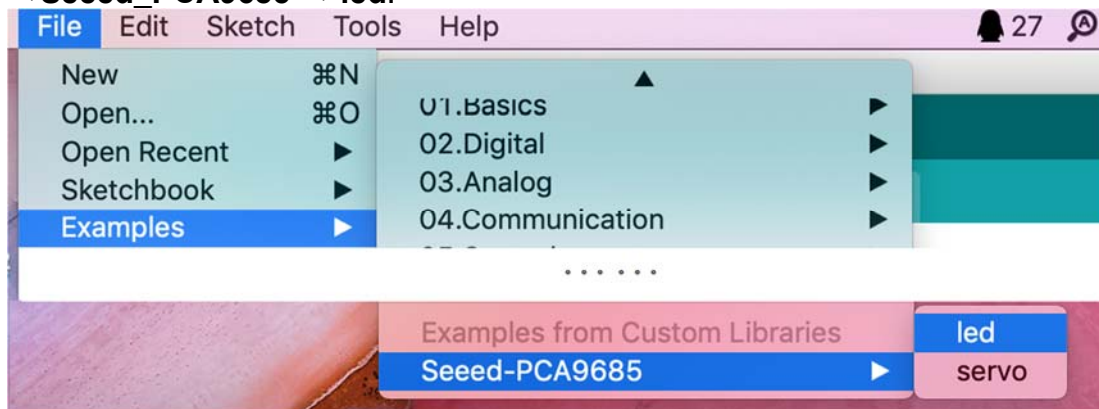 File Edit Sketch Tools Help 27
New ⌘N
Open... ⌘O
Open Recent
Sketchbook
Examples
01.Basics
02.Digital
03.Analog
04.Communication
......
Examples from Custom Libraries
Seeed-PCA9685
led
servo